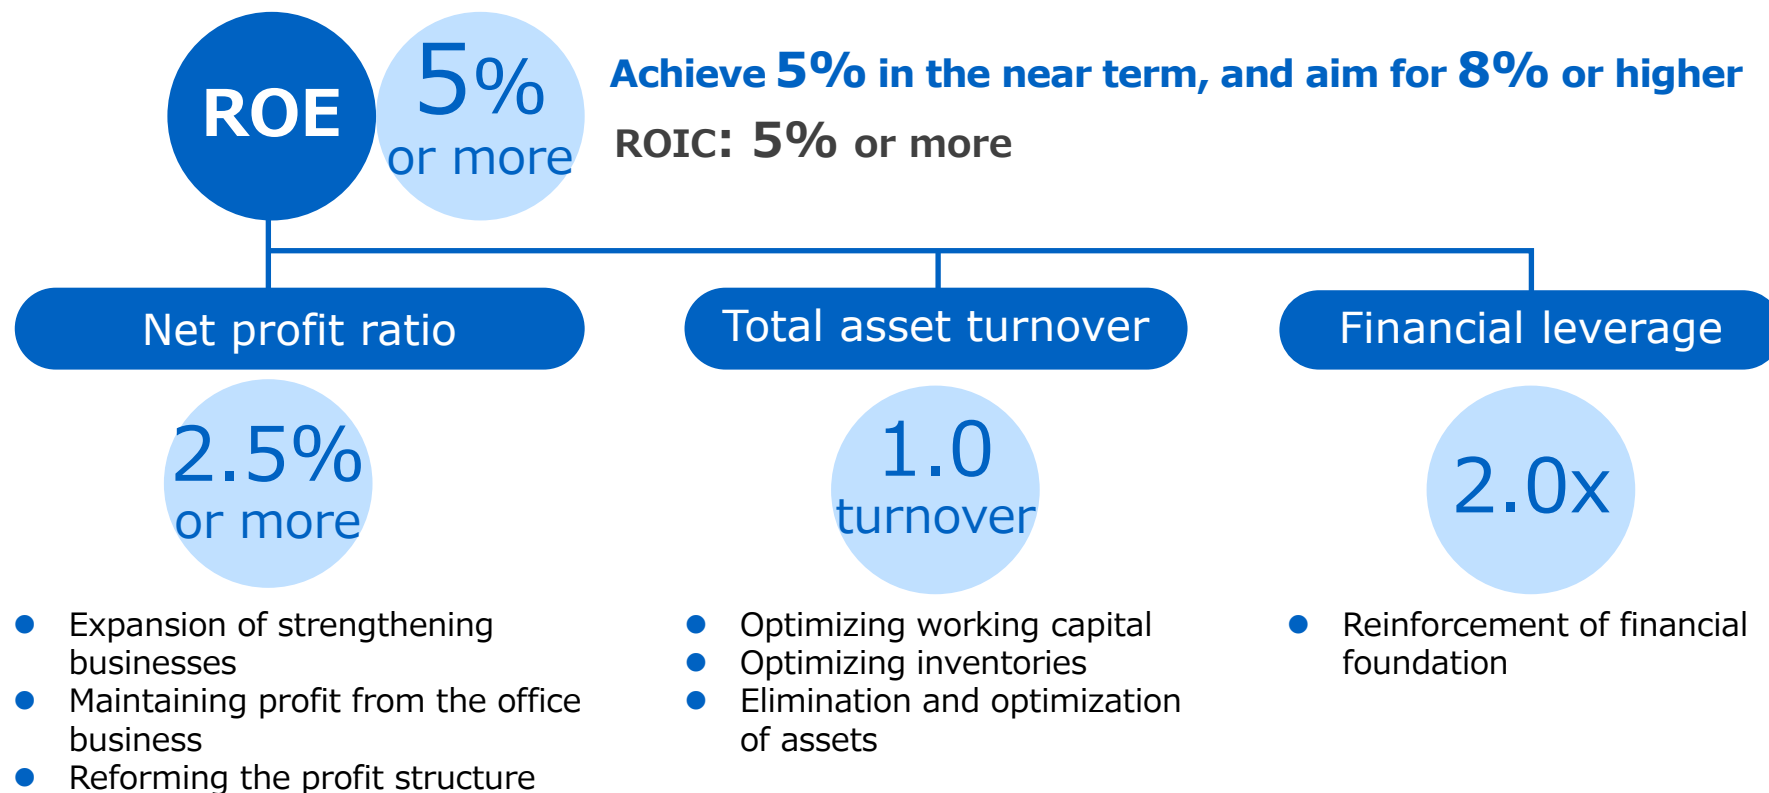 ROE
5%
or more
Achieve 5% in the near term, and aim for 8% or higher
ROIC: 5% or more
Net profit ratio
2.5%
or more
● Expansion of strengthening
businesses
● Maintaining profit from the office
business
● Reforming the profit structure
Total asset turnover
1.0
turnover
● Optimizing working capital
● Optimizing inventories
● Elimination and optimization
of assets
Financial leverage
2.0x
● Reinforcement of financial
foundation